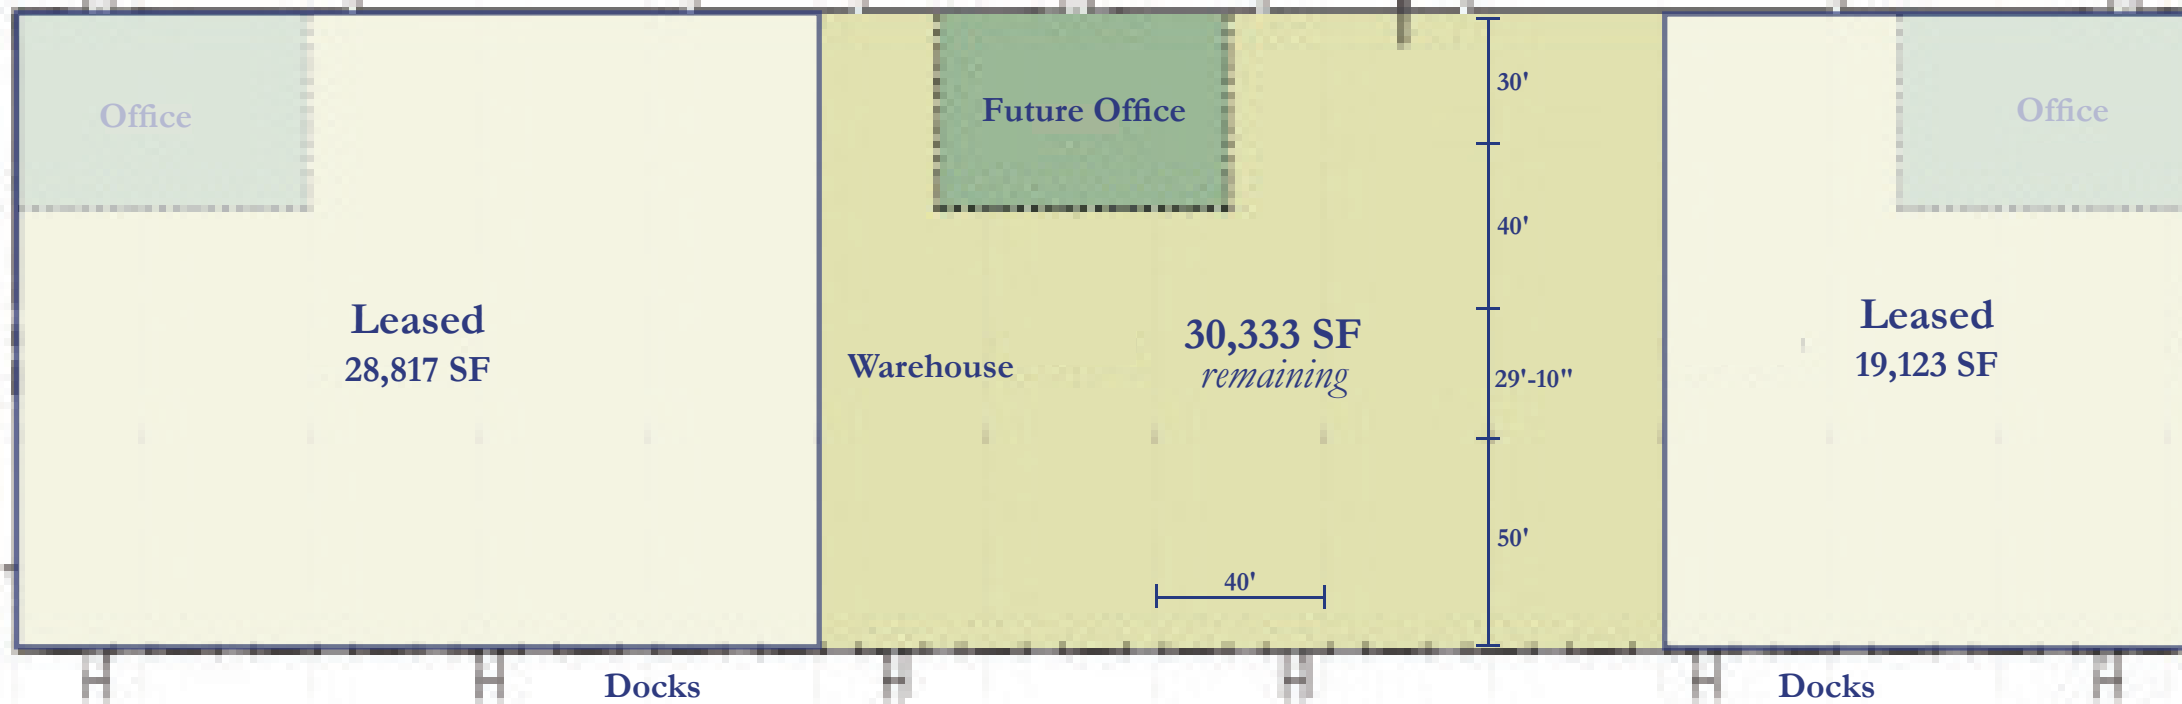 Office
Future Office
30'
Office
40'
Leased
28,817 SF
Warehouse
30,333 SF
remaining
29'-10"
Leased
19,123 SF
50'
40'
Docks
Docks